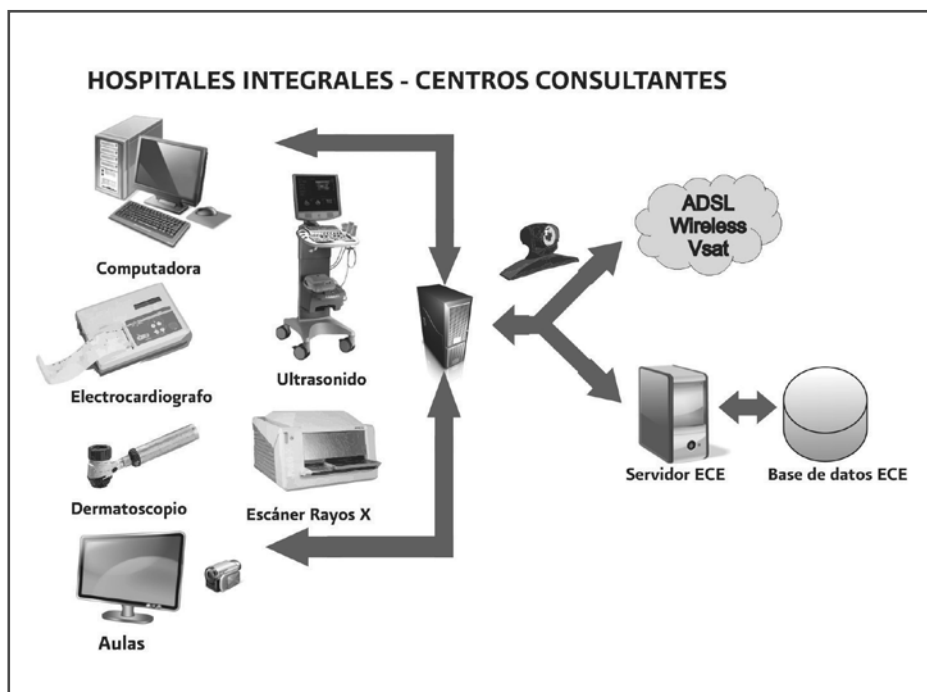 HOSPITALES INTEGRALES - CENTROS CONSULTANTES
Computadora
Electrocardiografo
Ultrasonido
Dermatoscopio
Escáner Rayos X
Aulas
ADSL
Wireless
Vsat
Servidor ECE
Base de datos ECE